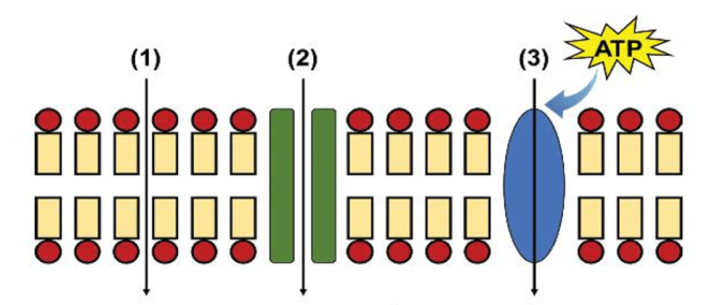 ATP
(1) (2) (3)